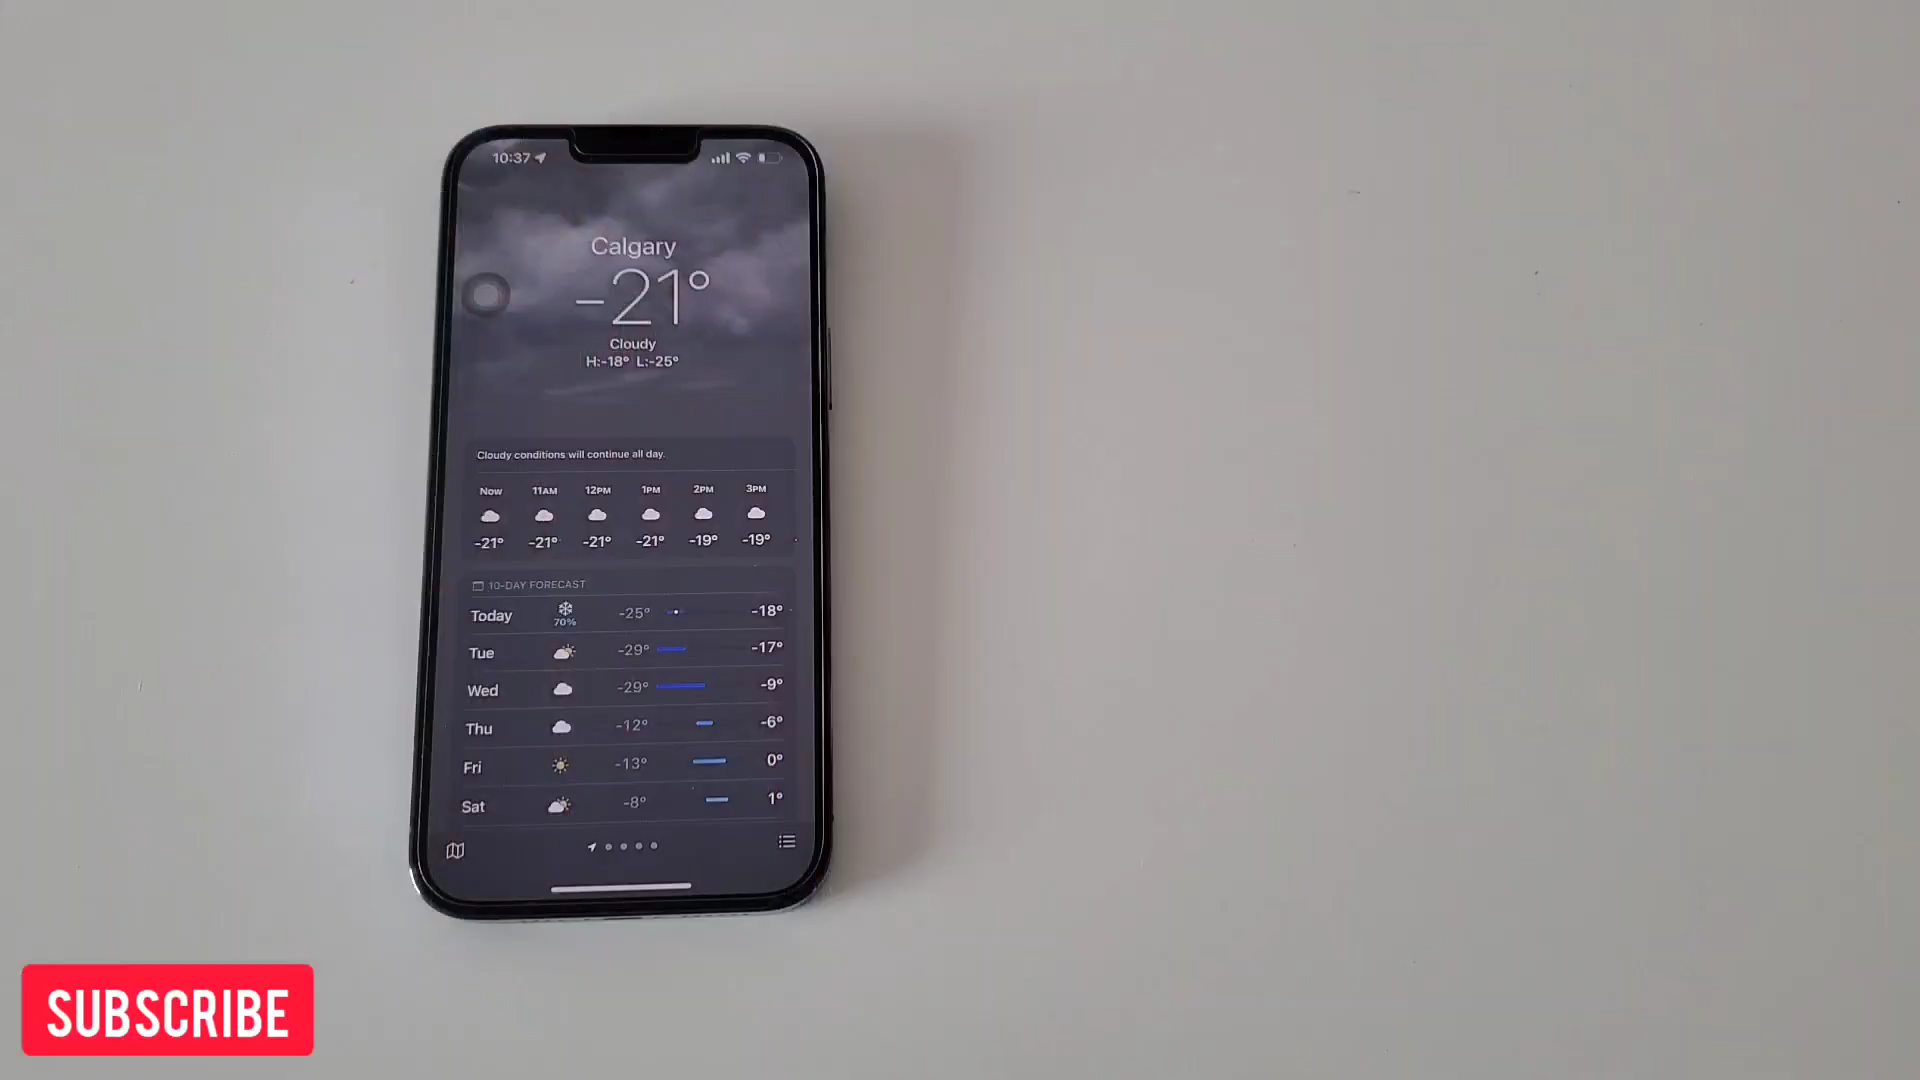 10:37
Calgary
-21°
Cloudy
H:-18° L:-25°
Cloudy conditions will continue all day.
Now 11AM 12PM 1PM 2PM 3PM
-21° -21° -21° -21° -19° -19°
10-DAY FORECAST
Today 70% -25° -18°
Tue -29° -17°
Wed -29° -9°
Thu -12° -6°
Fri -13° 0°
Sat -8° 1°
SUBSCRIBE